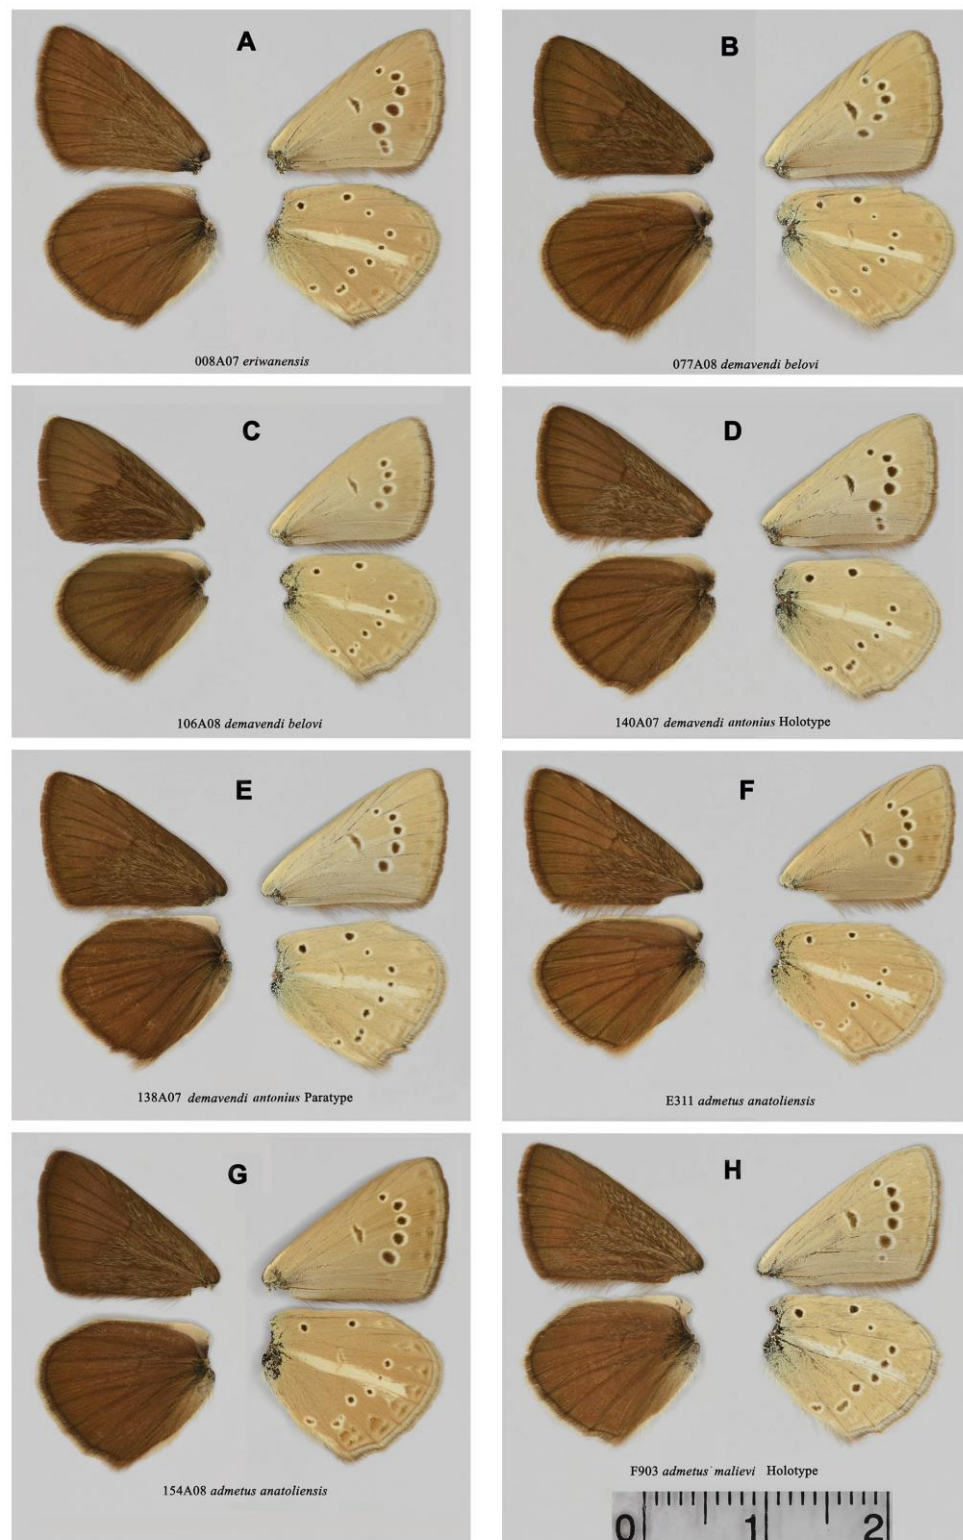 A
B
008A07 eriwanensis
077A08 demavendi belovi
C
D
106A08 demavendi belovi
140A07 demavendi antonius Holotype
E
F
138A07 demavendi antonius Paratype
E311 admetus anatoliensis
G
H
154A08 admetus anatoliensis
F903 admetus malievi Holotype
0 1 2